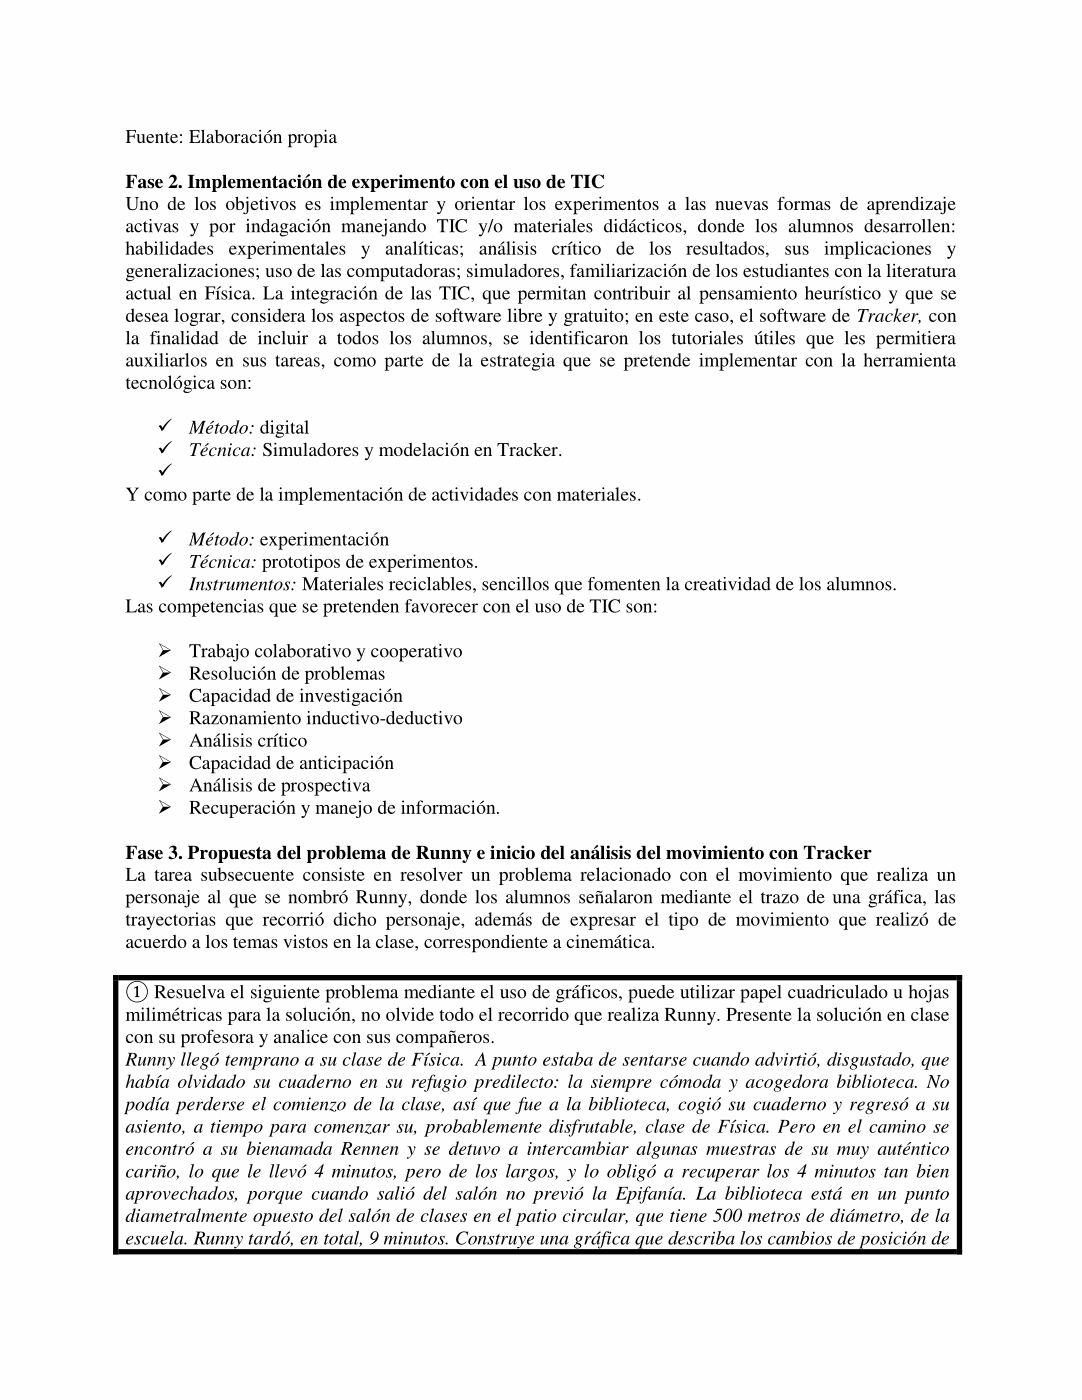 Fuente: Elaboración propia
Fase 2. Implementación de experimento con el uso de TIC
Uno de los objetivos es implementar y orientar los experimentos a las nuevas formas de aprendizaje
activas y por indagación manejando TIC y/o materiales didácticos, donde los alumnos desarrollen:
habilidades experimentales y analíticas; análisis crítico de los resultados, sus implicaciones y
generalizaciones; uso de las computadoras; simuladores, familiarización de los estudiantes con la literatura
actual en Física. La integración de las TIC, que permitan contribuir al pensamiento heurístico y que se
desea lograr, considera los aspectos de software libre y gratuito; en este caso, el software de Tracker, con
la finalidad de incluir a todos los alumnos, se identificaron los tutoriales útiles que les permitiera
auxiliarlos en sus tareas, como parte de la estrategia que se pretende implementar con la herramienta
tecnológica son:
✓ Método: digital
✓ Técnica: Simuladores y modelación en Tracker.
✓
Y como parte de la implementación de actividades con materiales.
✓ Método: experimentación
✓ Técnica: prototipos de experimentos.
✓ Instrumentos: Materiales reciclables, sencillos que fomenten la creatividad de los alumnos.
Las competencias que se pretenden favorecer con el uso de TIC son:
➢ Trabajo colaborativo y cooperativo
➢ Resolución de problemas
➢ Capacidad de investigación
➢ Razonamiento inductivo-deductivo
➢ Análisis crítico
➢ Capacidad de anticipación
➢ Análisis de prospectiva
➢ Recuperación y manejo de información.
Fase 3. Propuesta del problema de Runny e inicio del análisis del movimiento con Tracker
La tarea subsecuente consiste en resolver un problema relacionado con el movimiento que realiza un
personaje al que se nombró Runny, donde los alumnos señalaron mediante el trazo de una gráfica, las
trayectorias que recorrió dicho personaje, además de expresar el tipo de movimiento que realizó de
acuerdo a los temas vistos en la clase, correspondiente a cinemática.
① Resuelva el siguiente problema mediante el uso de gráficos, puede utilizar papel cuadriculado u hojas
milimétricas para la solución, no olvide todo el recorrido que realiza Runny. Presente la solución en clase
con su profesora y analice con sus compañeros.
Runny llegó temprano a su clase de Física. A punto estaba de sentarse cuando advirtió, disgustado, que
había olvidado su cuaderno en su refugio predilecto: la siempre cómoda y acogedora biblioteca. No
podía perderse el comienzo de la clase, así que fue a la biblioteca, cogió su cuaderno y regresó a su
asiento, a tiempo para comenzar su, probablemente disfrutable, clase de Física. Pero en el camino se
encontró a su bienamada Rennen y se detuvo a intercambiar algunas muestras de su muy auténtico
cariño, lo que le llevó 4 minutos, pero de los largos, y lo obligó a recuperar los 4 minutos tan bien
aprovechados, porque cuando salió del salón no previó la Epifanía. La biblioteca está en un punto
diametralmente opuesto del salón de clases en el patio circular, que tiene 500 metros de diámetro, de la
escuela. Runny tardó, en total, 9 minutos. Construye una gráfica que describa los cambios de posición de